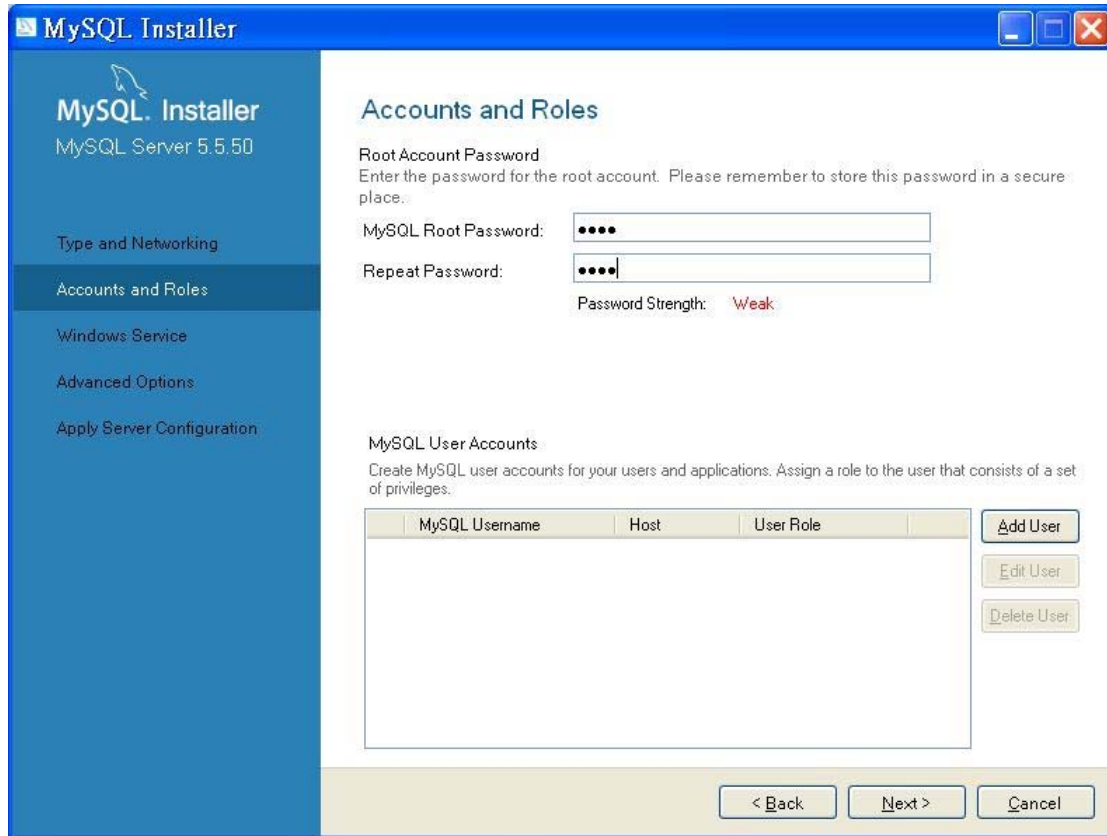 MySQL Installer
MySQL. Installer
MySQL Server 5.5.50
Type and Networking
Accounts and Roles
Windows Service
Advanced Options
Apply Server Configuration
Accounts and Roles
Root Account Password
Enter the password for the root account. Please remember to store this password in a secure
place.
MySQL Root Password: ●●●●
Repeat Password: ●●●●
Password Strength: Weak
MySQL User Accounts
Create MySQL user accounts for your users and applications. Assign a role to the user that consists of a set
of privileges.
MySQL Username Host User Role
Add User
Edit User
Delete User
< Back Next > Cancel